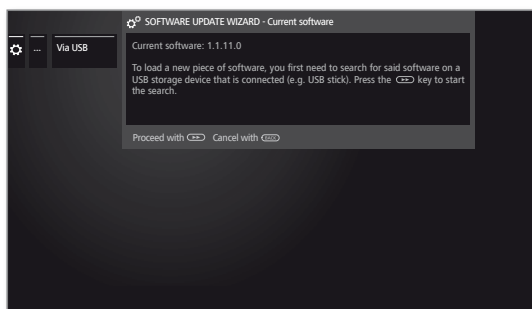 SOFTWARE UPDATE WIZARD - Current software
... Via USB
Current software: 1.1.11.0
To load a new piece of software, you first need to search for said software on a
USB storage device that is connected (e.g. USB stick). Press the key to start
the search.
Proceed with Cancel with BACK